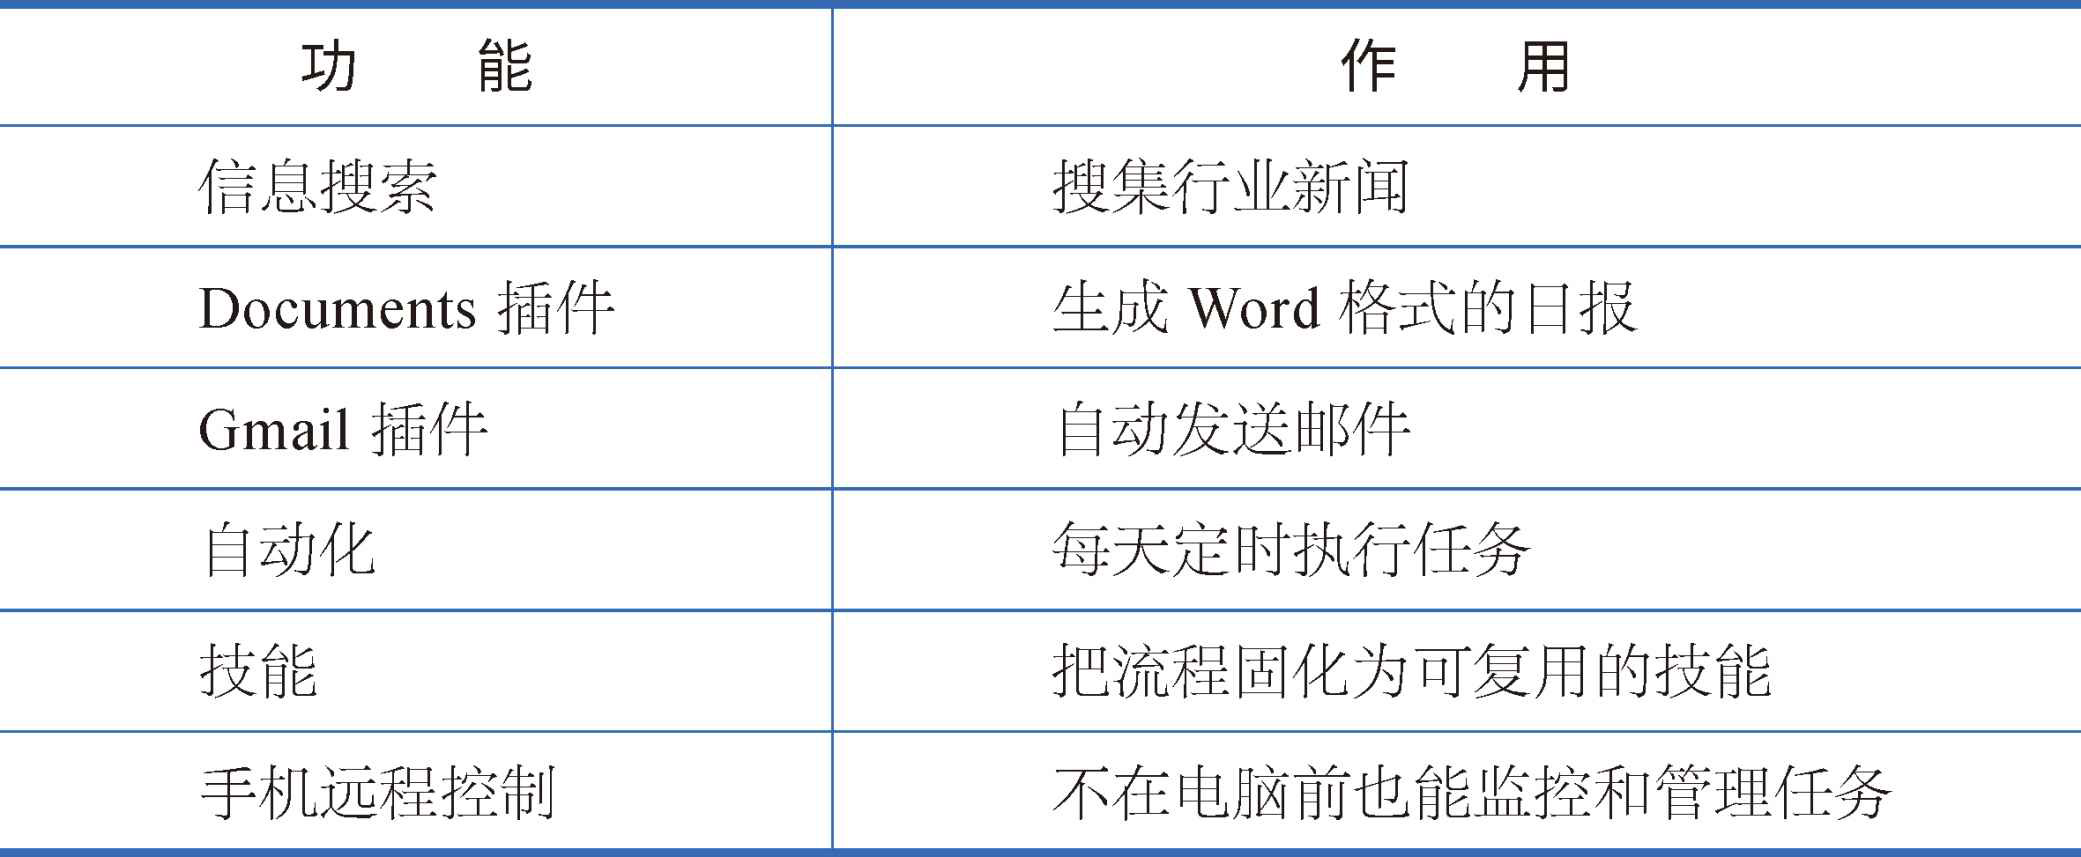 功能 作用
信息搜索 搜集行业新闻
Documents 插件 生成 Word 格式的日报
Gmail 插件 自动发送邮件
自动化 每天定时执行任务
技能 把流程固化为可复用的技能
手机远程控制 不在电脑前也能监控和管理任务